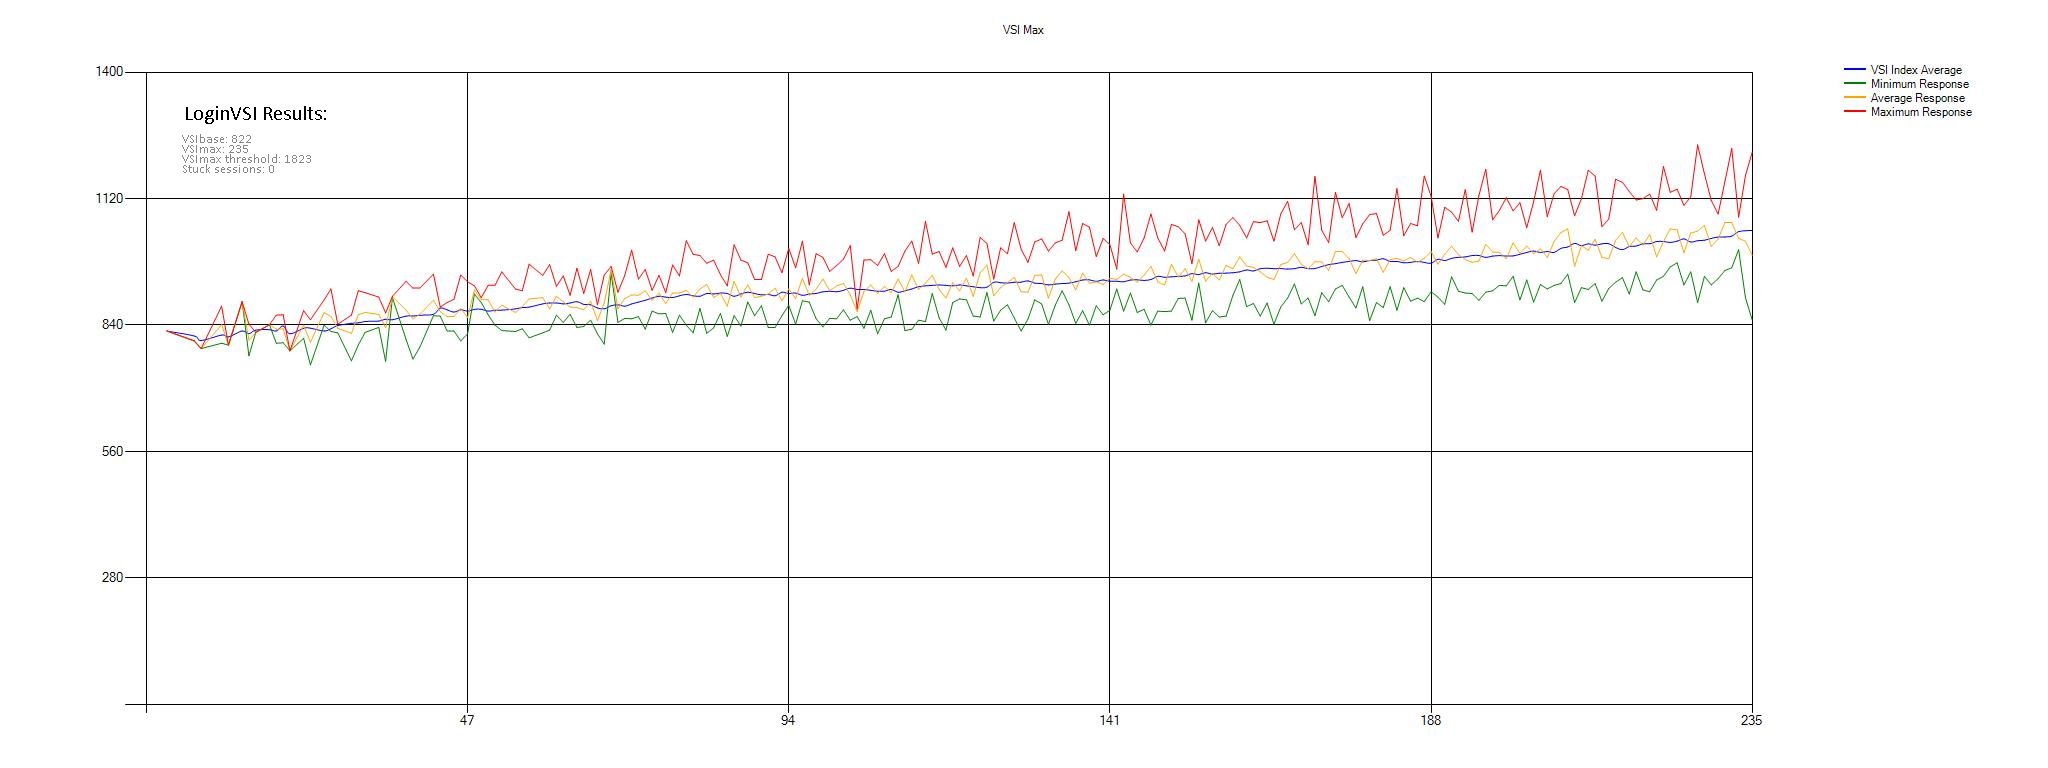 VSI Max
1400
1120
840
560
280
47
94
141
188
235
LoginVSI Results:
VSIbase: 822
VSImax: 235
VSImax threshold: 1823
Stuck sessions: 0
VSI Index Average
Minimum Response
Average Response
Maximum Response